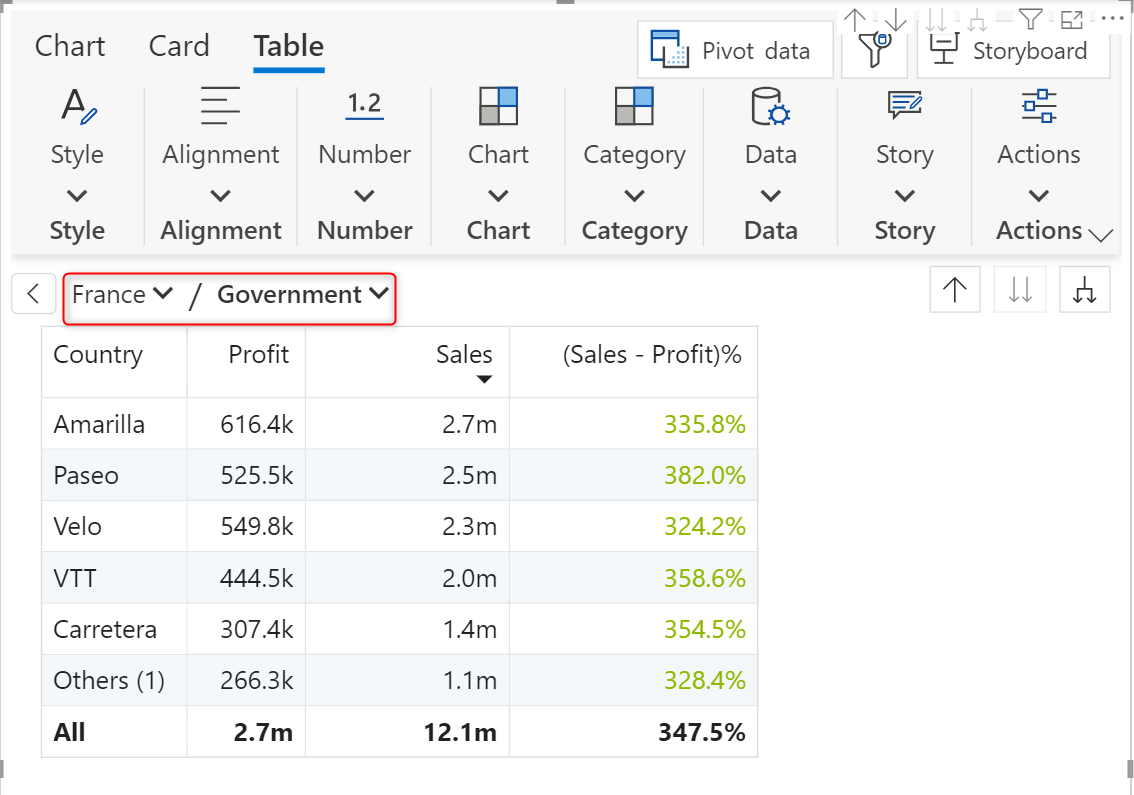 Chart Card Table Pivot data Storyboard
1.2
Style Alignment Number Chart Category Data Story Actions
Style Alignment Number Chart Category Data Story Actions
France / Government
Country Profit Sales (Sales - Profit)%
Amarilla 616.4k 2.7m 335.8%
Paseo 525.5k 2.5m 382.0%
Velo 549.8k 2.3m 324.2%
VTT 444.5k 2.0m 358.6%
Carretera 307.4k 1.4m 354.5%
Others (1) 266.3k 1.1m 328.4%
All 2.7m 12.1m 347.5%